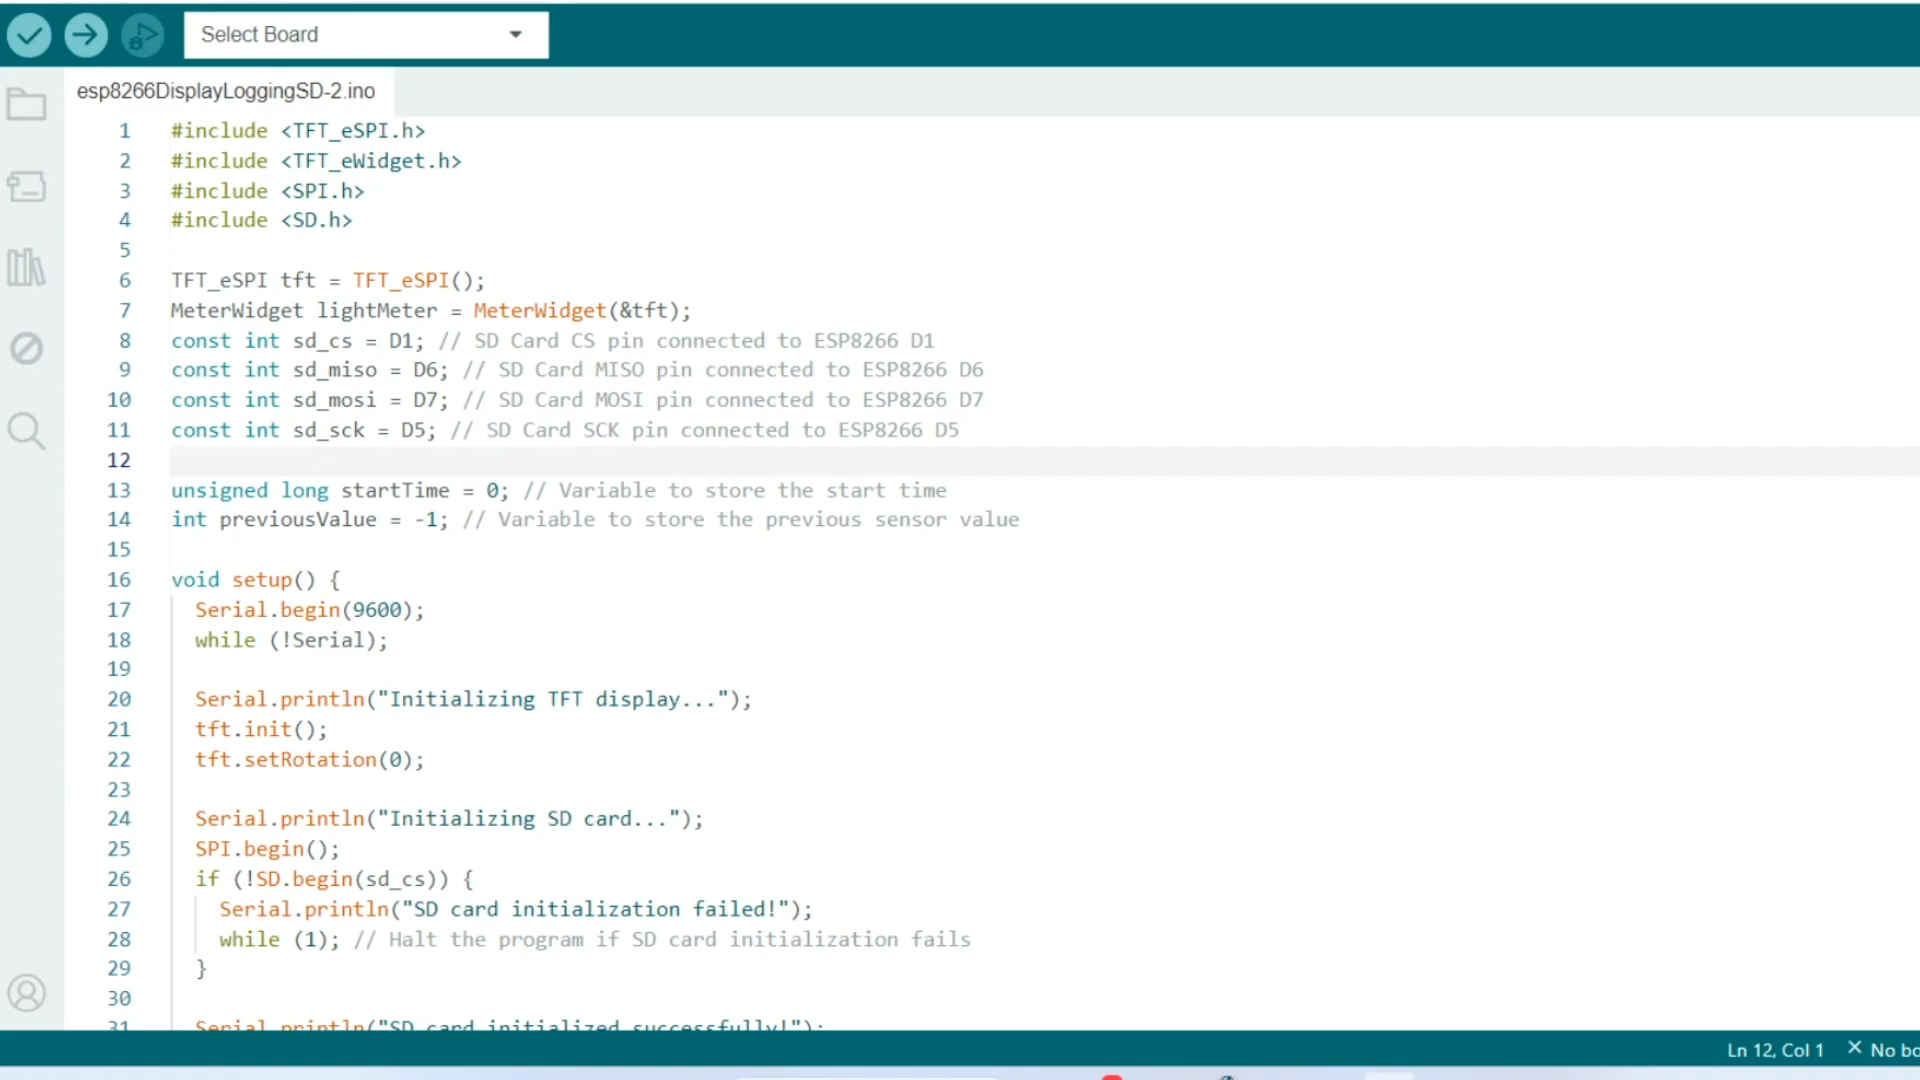 Select Board
esp8266DisplayLoggingSD-2.ino
1 #include <TFT_eSPI.h>
2 #include <TFT_eWidget.h>
3 #include <SPI.h>
4 #include <SD.h>
5
6 TFT_eSPI tft = TFT_eSPI();
7 MeterWidget lightMeter = MeterWidget(&tft);
8 const int sd_cs = D1; // SD Card CS pin connected to ESP8266 D1
9 const int sd_miso = D6; // SD Card MISO pin connected to ESP8266 D6
10 const int sd_mosi = D7; // SD Card MOSI pin connected to ESP8266 D7
11 const int sd_sck = D5; // SD Card SCK pin connected to ESP8266 D5
12
13 unsigned long startTime = 0; // Variable to store the start time
14 int previousValue = -1; // Variable to store the previous sensor value
15
16 void setup() {
17 Serial.begin(9600);
18 while (!Serial);
19
20 Serial.println("Initializing TFT display...");
21 tft.init();
22 tft.setRotation(0);
23
24 Serial.println("Initializing SD card...");
25 SPI.begin();
26 if (!SD.begin(sd_cs)) {
27 Serial.println("SD card initialization failed!");
28 while (1); // Halt the program if SD card initialization fails
29 }
30
31 Serial.println("SD card initialized successfully!");
Ln 12, Col 1 × No bo